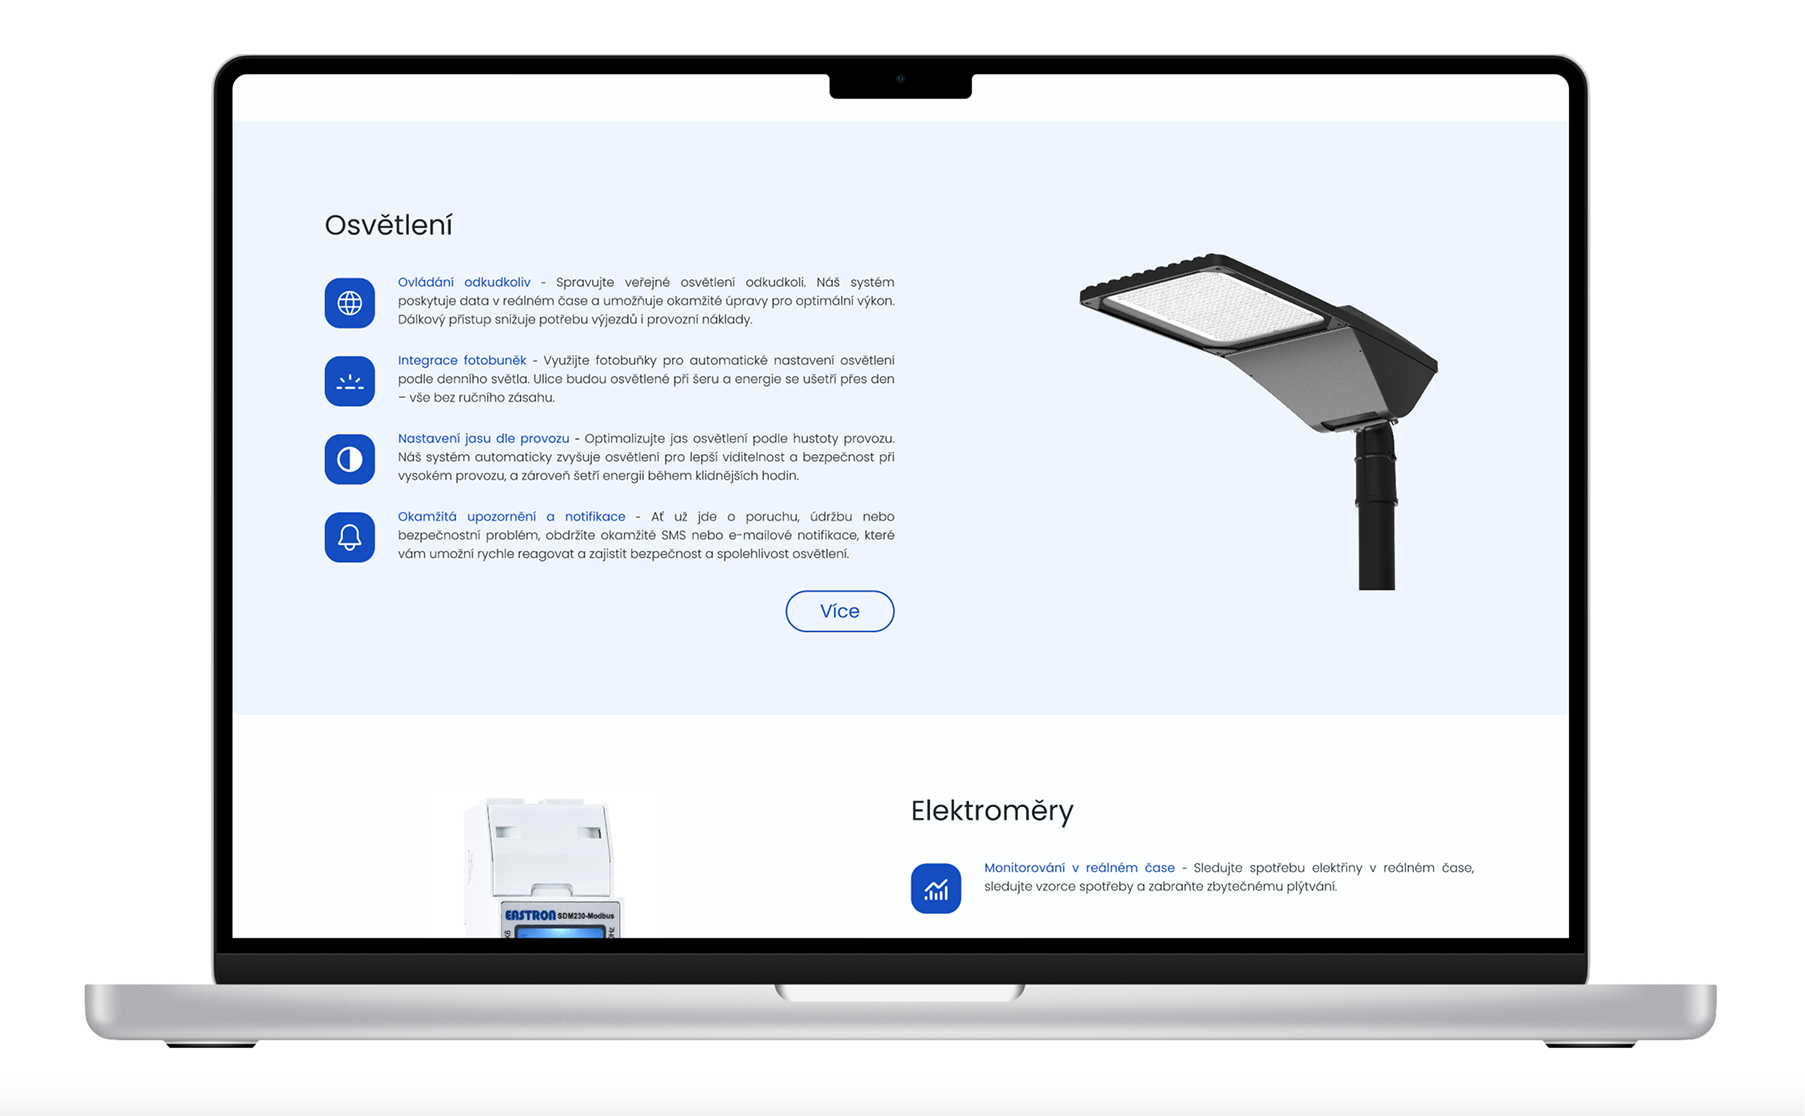 Osvětlení
Ovládání odkudkoliv - Spravujte veřejné osvětlení odkudkoli. Náš systém
poskytuje data v reálném čase a umožňuje okamžité úpravy pro optimální výkon.
Dálkový přístup snižuje potřebu výjezdů i provozní náklady.
Integrace fotobuněk - Využijte fotobuňky pro automatické nastavení osvětlení
podle denního světla. Ulice budou osvětlené při šeru a energie se ušetří přes den
– vše bez ručního zásahu.
Nastavení jasu dle provozu - Optimalizujte jas osvětlení podle hustoty provozu.
Náš systém automaticky zvyšuje osvětlení pro lepší viditelnost a bezpečnost při
vysokém provozu, a zároveň šetří energii během klidnějších hodin.
Okamžitá upozornění a notifikace - Ať už jde o poruchu, údržbu nebo
bezpečnostní problém, obdržíte okamžité SMS nebo e-mailové notifikace, které
vám umožní rychle reagovat a zajistit bezpečnost a spolehlivost osvětlení.
Více
Elektroměry
Monitorování v reálném čase - Sledujte spotřebu elektřiny v reálném čase,
sledujte vzorce spotřeby a zabraňte zbytečnému plýtvání.
EASTRON SDM230-Modbus